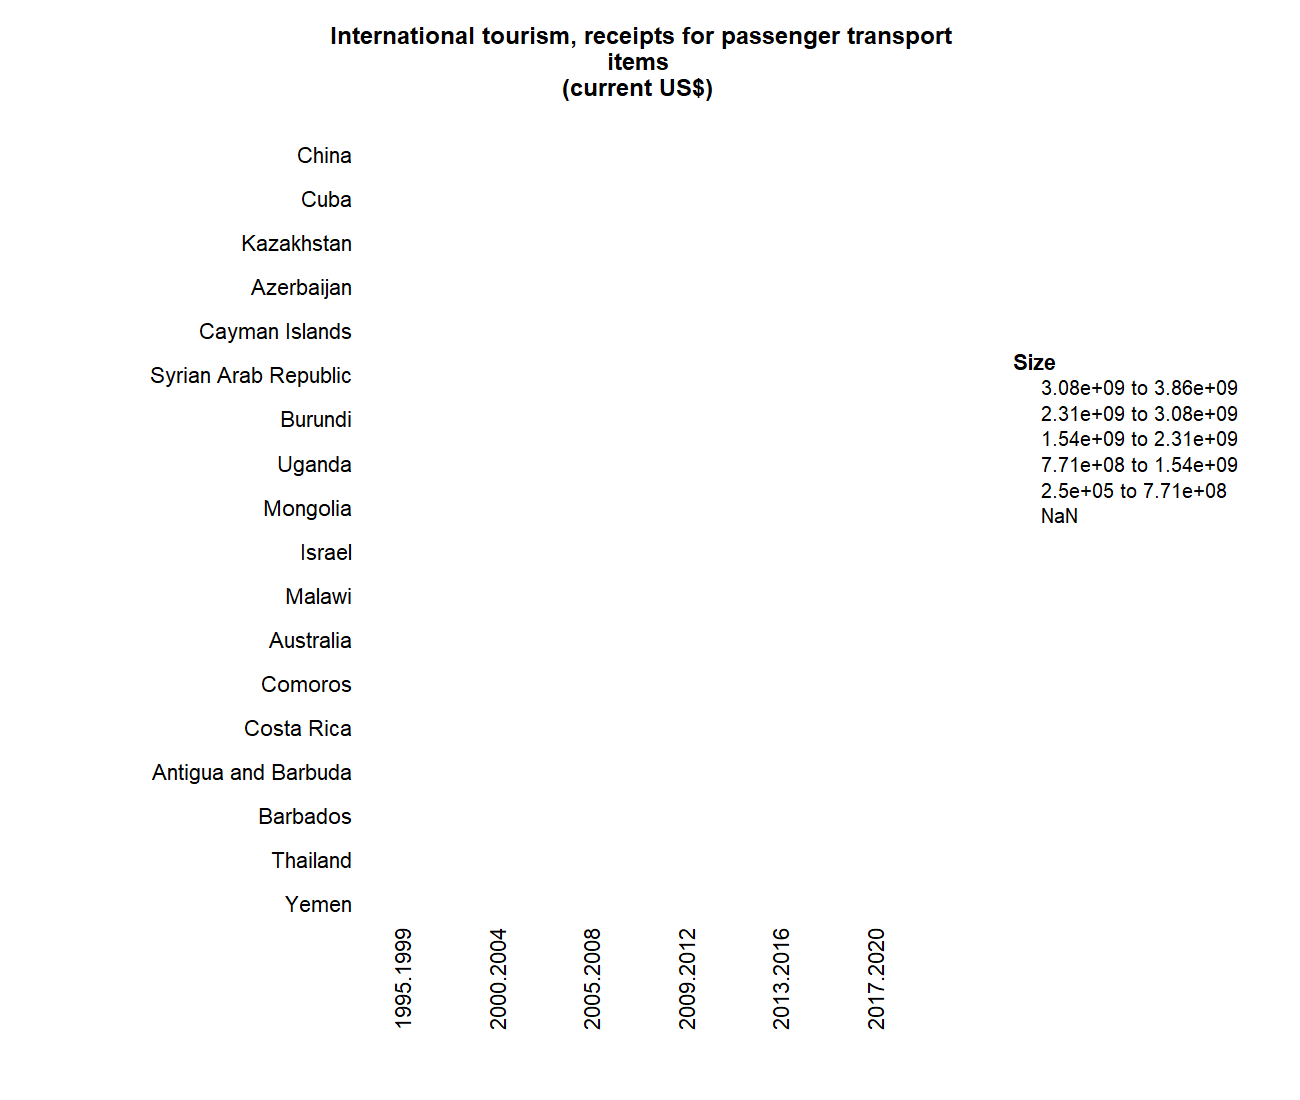 International tourism, receipts for passenger transport
items
(current US$)
China
Cuba
Kazakhstan
Azerbaijan
Cayman Islands
Syrian Arab Republic
Burundi
Uganda
Mongolia
Israel
Malawi
Australia
Comoros
Costa Rica
Antigua and Barbuda
Barbados
Thailand
Yemen
1995.1999
2000.2004
2005.2008
2009.2012
2013.2016
2017.2020
Size
3.08e+09 to 3.86e+09
2.31e+09 to 3.08e+09
1.54e+09 to 2.31e+09
7.71e+08 to 1.54e+09
2.5e+05 to 7.71e+08
NaN